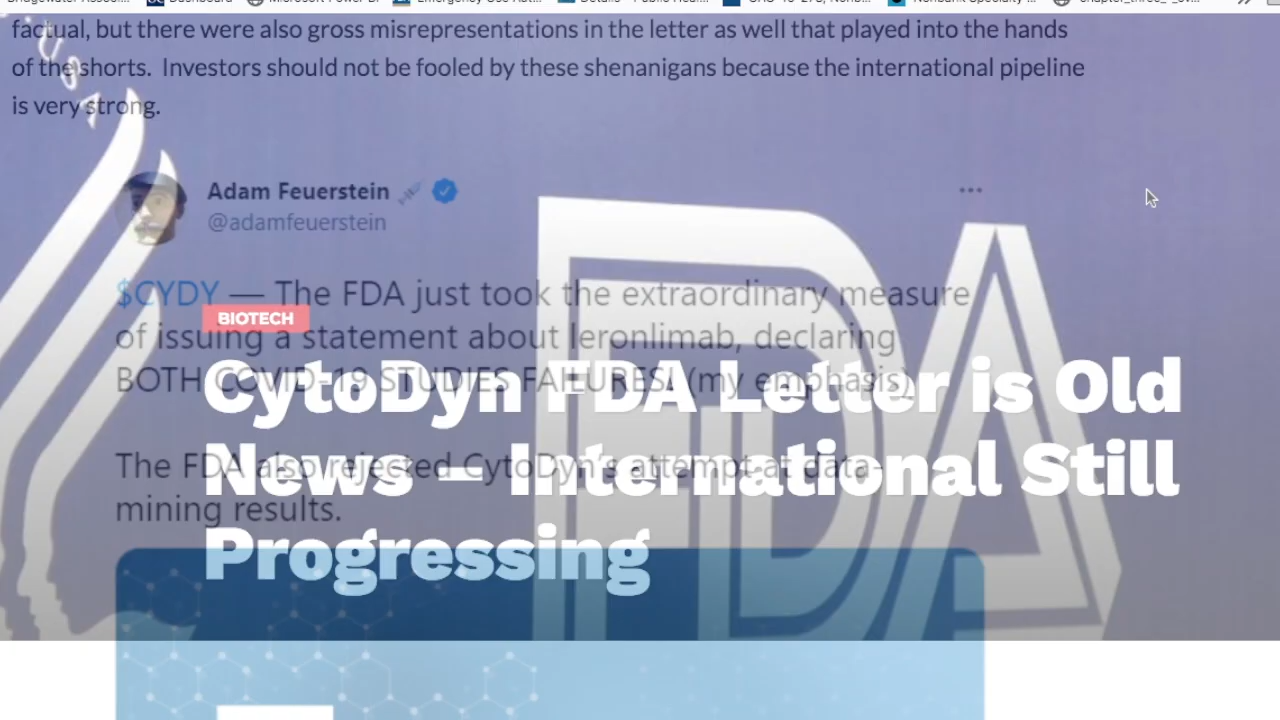 Dashboard
factual, but there were also gross misrepresentations in the letter as well that played into the hands
of the shorts. Investors should not be fooled by these shenanigans because the international pipeline
is very strong.
Adam Feuerstein
@adamfeuerstein
$CYDY — The FDA just took the extraordinary measure
of issuing a statement about leronlimab, declaring
BOTH COVID-19 STUDIES FAILURES! (my emphasis)
The FDA also rejected CytoDyn's attempt at data-
mining results.
BIOTECH
CytoDyn FDA Letter is Old
News – International Still
Progressing
FDA